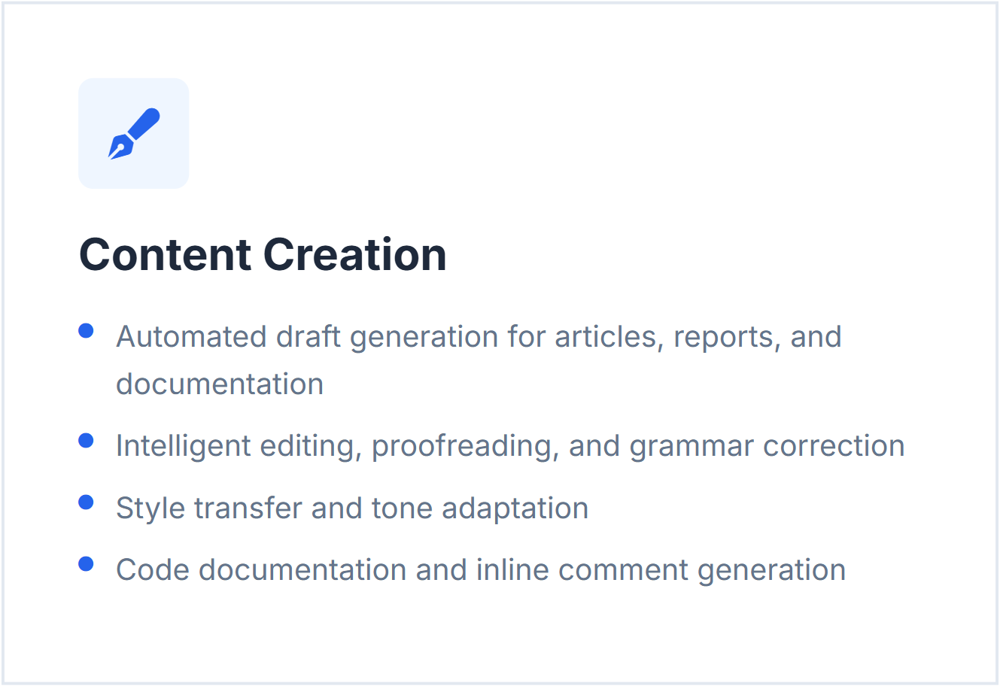 Content Creation
Automated draft generation for articles, reports, and
documentation
Intelligent editing, proofreading, and grammar correction
Style transfer and tone adaptation
Code documentation and inline comment generation